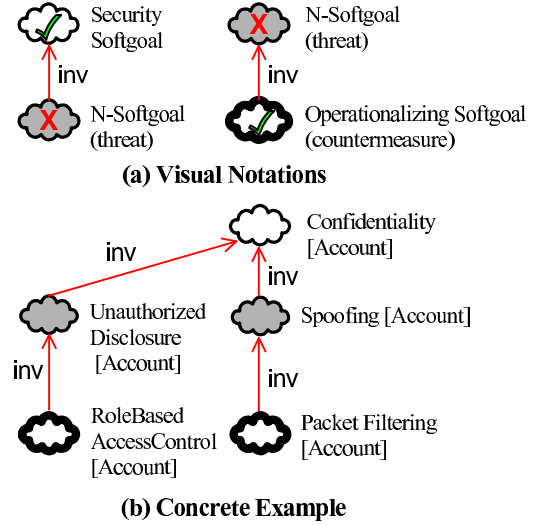 Security
Softgoal
N-Softgoal
(threat)
inv
inv
N-Softgoal
(threat)
Operationalizing Softgoal
(countermeasure)
(a) Visual Notations
Confidentiality
[Account]
inv
inv
Unauthorized
Disclosure
[Account]
Spoofing [Account]
inv
inv
RoleBased
AccessControl
[Account]
Packet Filtering
[Account]
(b) Concrete Example